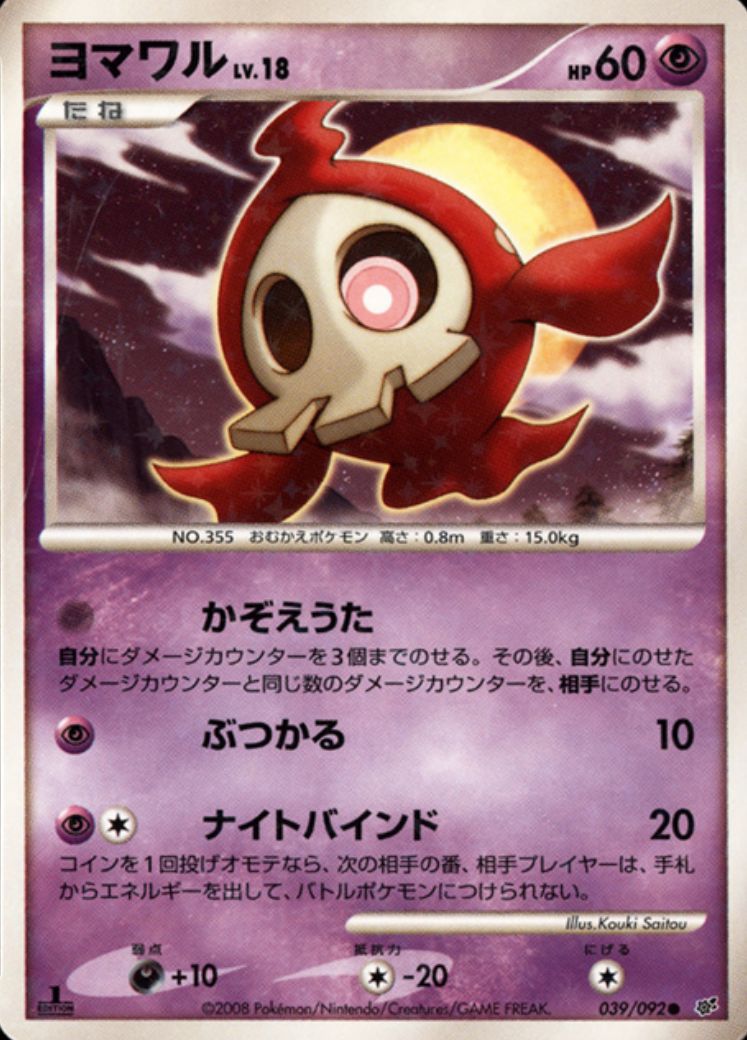 ヨマワル LV.18 HP60
たね
NO.355 おむかえポケモン 高さ：0.8m 重さ：15.0kg
かぞえうた
自分にダメージカウンターを3個までのせる。その後、自分にのせた
ダメージカウンターと同じ数のダメージカウンターを、相手にのせる。
ぶつかる 10
ナイトバインド 20
コインを1回投げオモテなら、次の相手の番、相手プレイヤーは、手札
からエネルギーを出して、バトルポケモンにつけられない。
Illus.Kouki Saitou
弱点 抵抗力 にげる
+10 -20
1 EDITION ©2008 Pokémon/Nintendo/Creatures/GAME FREAK. 039/092